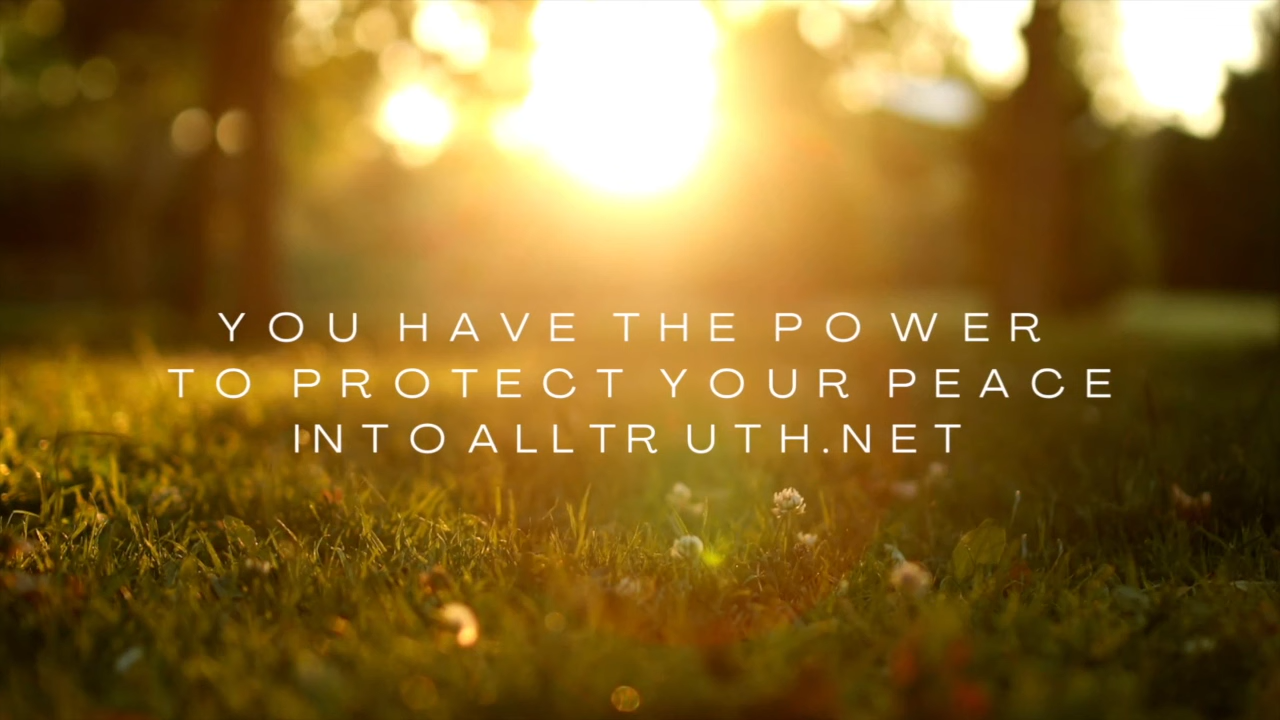 YOU HAVE THE POWER
TO PROTECT YOUR PEACE
INTOALLTRUTH.NET